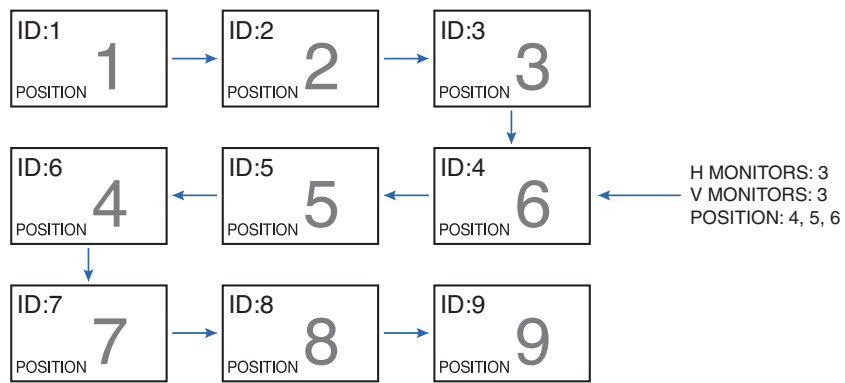 ID:1
POSITION 1
ID:2
POSITION 2
ID:3
POSITION 3
ID:6
POSITION 4
ID:5
POSITION 5
ID:4
POSITION 6
H MONITORS: 3
V MONITORS: 3
POSITION: 4, 5, 6
ID:7
POSITION 7
ID:8
POSITION 8
ID:9
POSITION 9